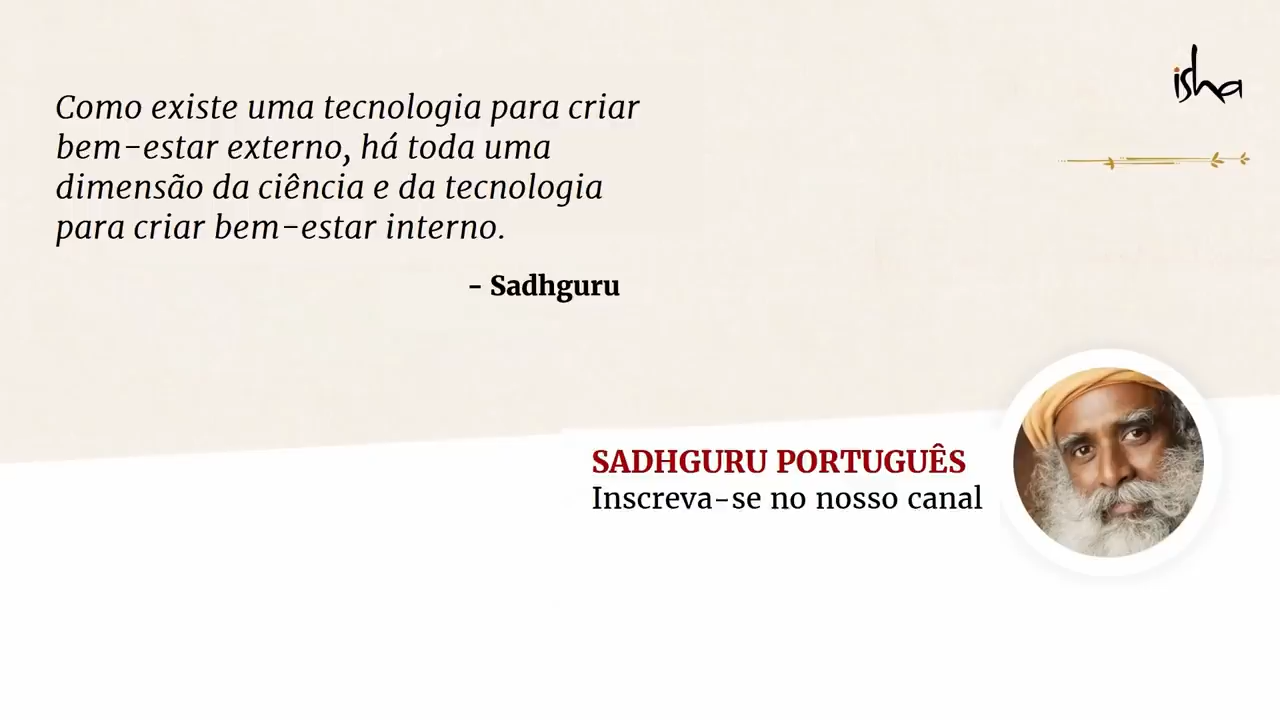 isha
Como existe uma tecnologia para criar
bem-estar externo, há toda uma
dimensão da ciência e da tecnologia
para criar bem-estar interno.
- Sadhguru
SADHGURU PORTUGUÊS
Inscreva-se no nosso canal